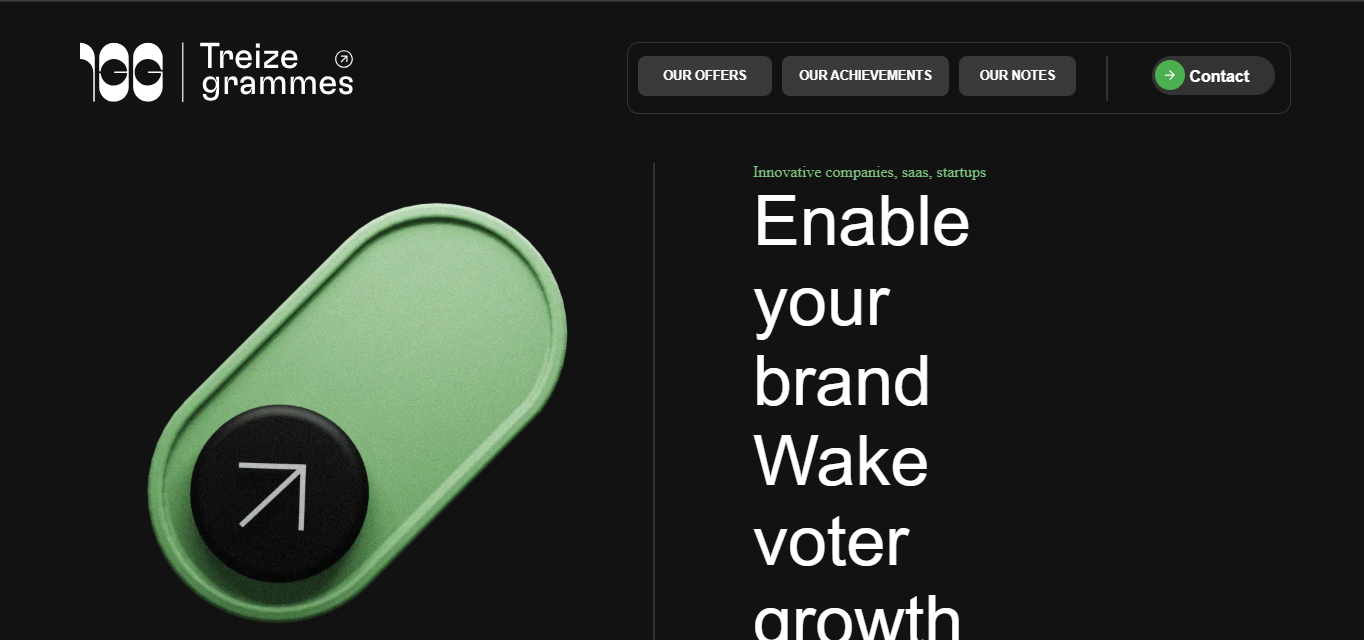 Treize
grammes
OUR OFFERS
OUR ACHIEVEMENTS
OUR NOTES
Contact
Innovative companies, saas, startups
Enable
your
brand
Wake
voter
growth